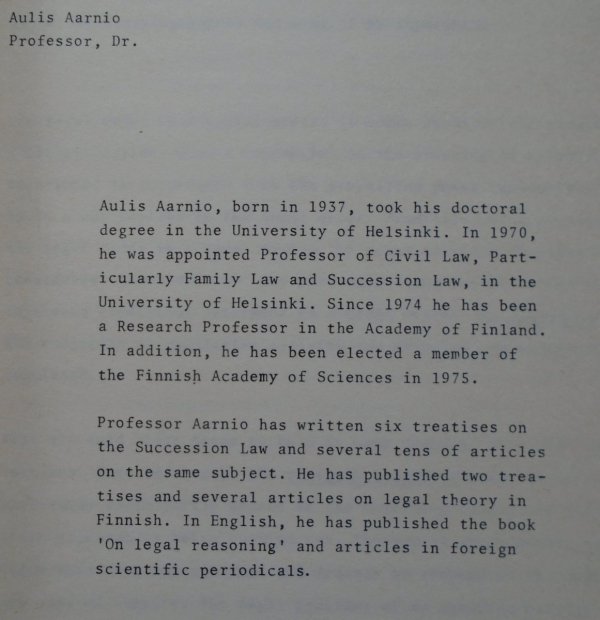 Aulis Aarnio
Professor, Dr.
Aulis Aarnio, born in 1937, took his doctoral
degree in the University of Helsinki. In 1970,
he was appointed Professor of Civil Law, Part-
icularly Family Law and Succession Law, in the
University of Helsinki. Since 1974 he has been
a Research Professor in the Academy of Finland.
In addition, he has been elected a member of
the Finnish Academy of Sciences in 1975.
Professor Aarnio has written six treatises on
the Succession Law and several tens of articles
on the same subject. He has published two trea-
tises and several articles on legal theory in
Finnish. In English, he has published the book
'On legal reasoning' and articles in foreign
scientific periodicals.